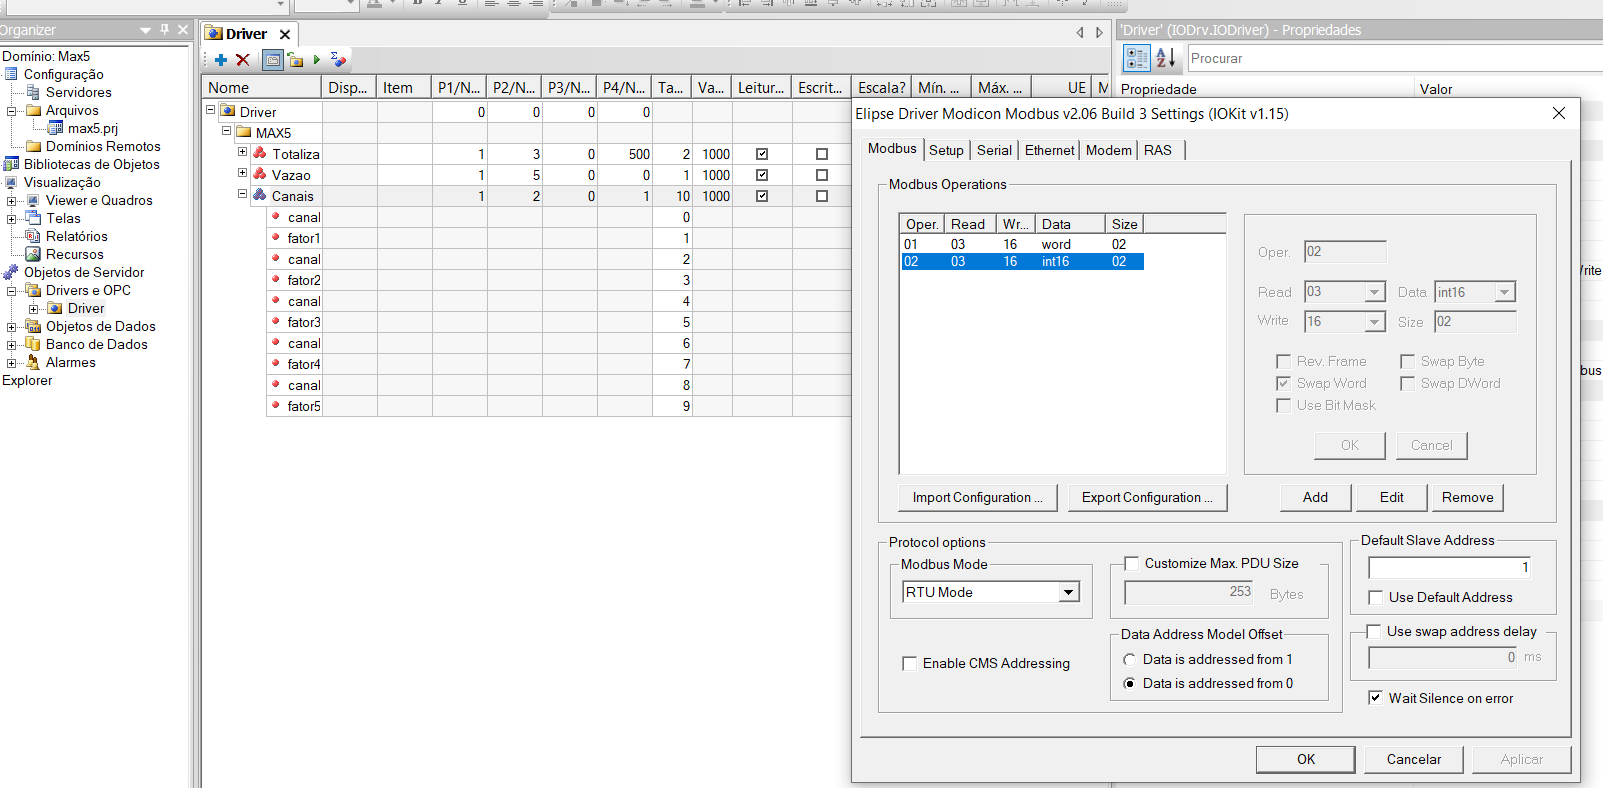 Organizer
Domínio: Max5
Configuração
Servidores
Arquivos
max5.prj
Domínios Remotos
Bibliotecas de Objetos
Visualização
Viewer e Quadros
Telas
Relatórios
Recursos
Objetos de Servidor
Drivers e OPC
Driver
Objetos de Dados
Banco de Dados
Alarmes
Explorer
Driver
Nome Disp... Item P1/N... P2/N... P3/N... P4/N... Ta... Va... Leitur... Escrit... Escala? Mín. ... Máx. ... UE M
Driver 0 0 0 0
MAX5
Totaliza 1 3 0 500 2 1000
Vazao 1 5 0 0 1 1000
Canais 1 2 0 1 10 1000
canal 0
fator1 1
canal 2
fator2 3
canal 4
fator3 5
canal 6
fator4 7
canal 8
fator5 9
'Driver' (IODrv.IODriver) - Propriedades
Procurar
Propriedade Valor
Write
bus
Elipse Driver Modicon Modbus v2.06 Build 3 Settings (IOKit v1.15)
Modbus Setup Serial Ethernet Modem RAS
Modbus Operations
Oper. Read Wr... Data Size
01 03 16 word 02
02 03 16 int16 02
Oper. 02
Read 03 Data int16
Write 16 Size 02
Rev. Frame Swap Byte
Swap Word Swap DWord
Use Bit Mask
OK Cancel
Import Configuration ... Export Configuration ... Add Edit Remove
Protocol options
Modbus Mode
RTU Mode
Enable CMS Addressing
Customize Max. PDU Size
253 Bytes
Data Address Model Offset
Data is addressed from 1
Data is addressed from 0
Default Slave Address
1
Use Default Address
Use swap address delay
0 ms
Wait Silence on error
OK Cancelar Aplicar